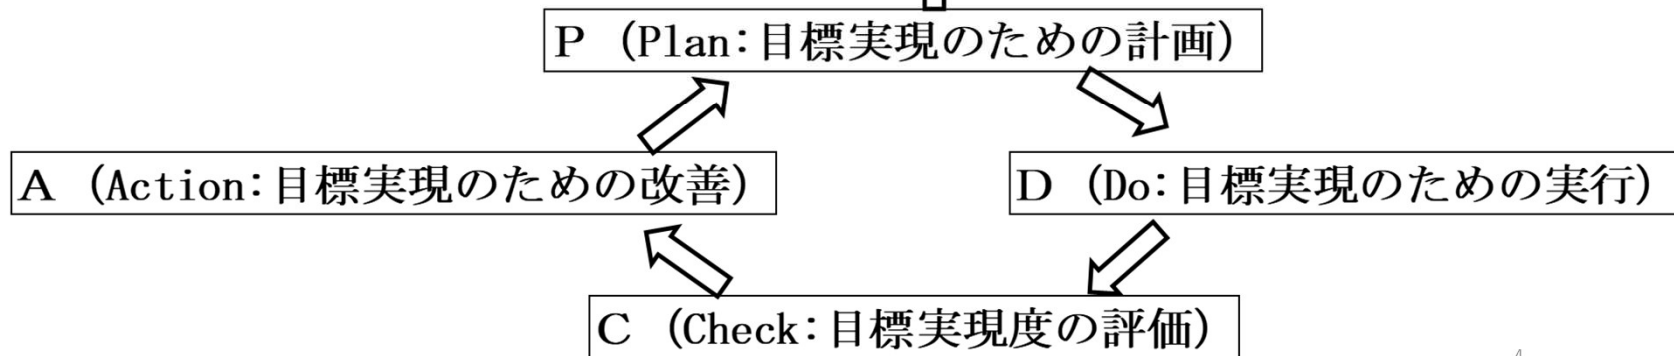 P (Plan:目標実現のための計画)
A (Action:目標実現のための改善)
D (Do:目標実現のための実行)
C (Check:目標実現度の評価)
4